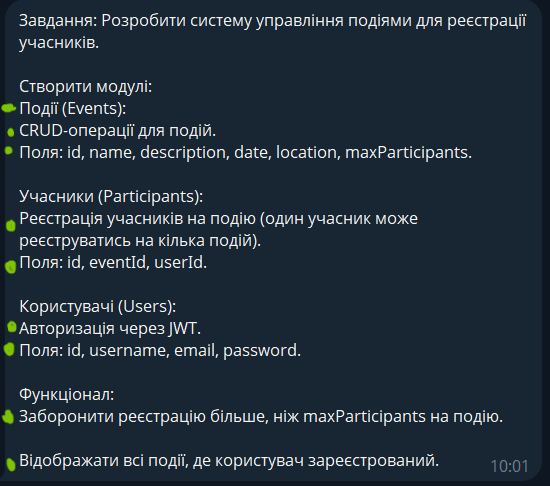 Завдання: Розробити систему управління подіями для реєстрації
учасників.
Створити модулі:
Події (Events):
CRUD-операції для подій.
Поля: id, name, description, date, location, maxParticipants.
Учасники (Participants):
Реєстрація учасників на подію (один учасник може
реєструватись на кілька подій).
Поля: id, eventId, userId.
Користувачі (Users):
Авторизація через JWT.
Поля: id, username, email, password.
Функціонал:
Заборонити реєстрацію більше, ніж maxParticipants на подію.
Відображати всі події, де користувач зареєстрований.
10:01